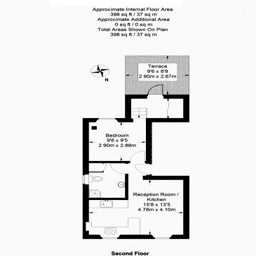 Approximate Internal Floor Area
398 sq ft / 37 sq m
Approximate Additional Area
0 sq ft / 0 sq m
Total Areas Shown On Plan
398 sq ft / 37 sq m
Terrace
9'6 x 8'9
2.90m x 2.67m
N
Bedroom
9'6 x 9'5
2.90m x 2.88m
Reception Room /
Kitchen
15'8 x 13'5
4.78m x 4.10m
Second Floor